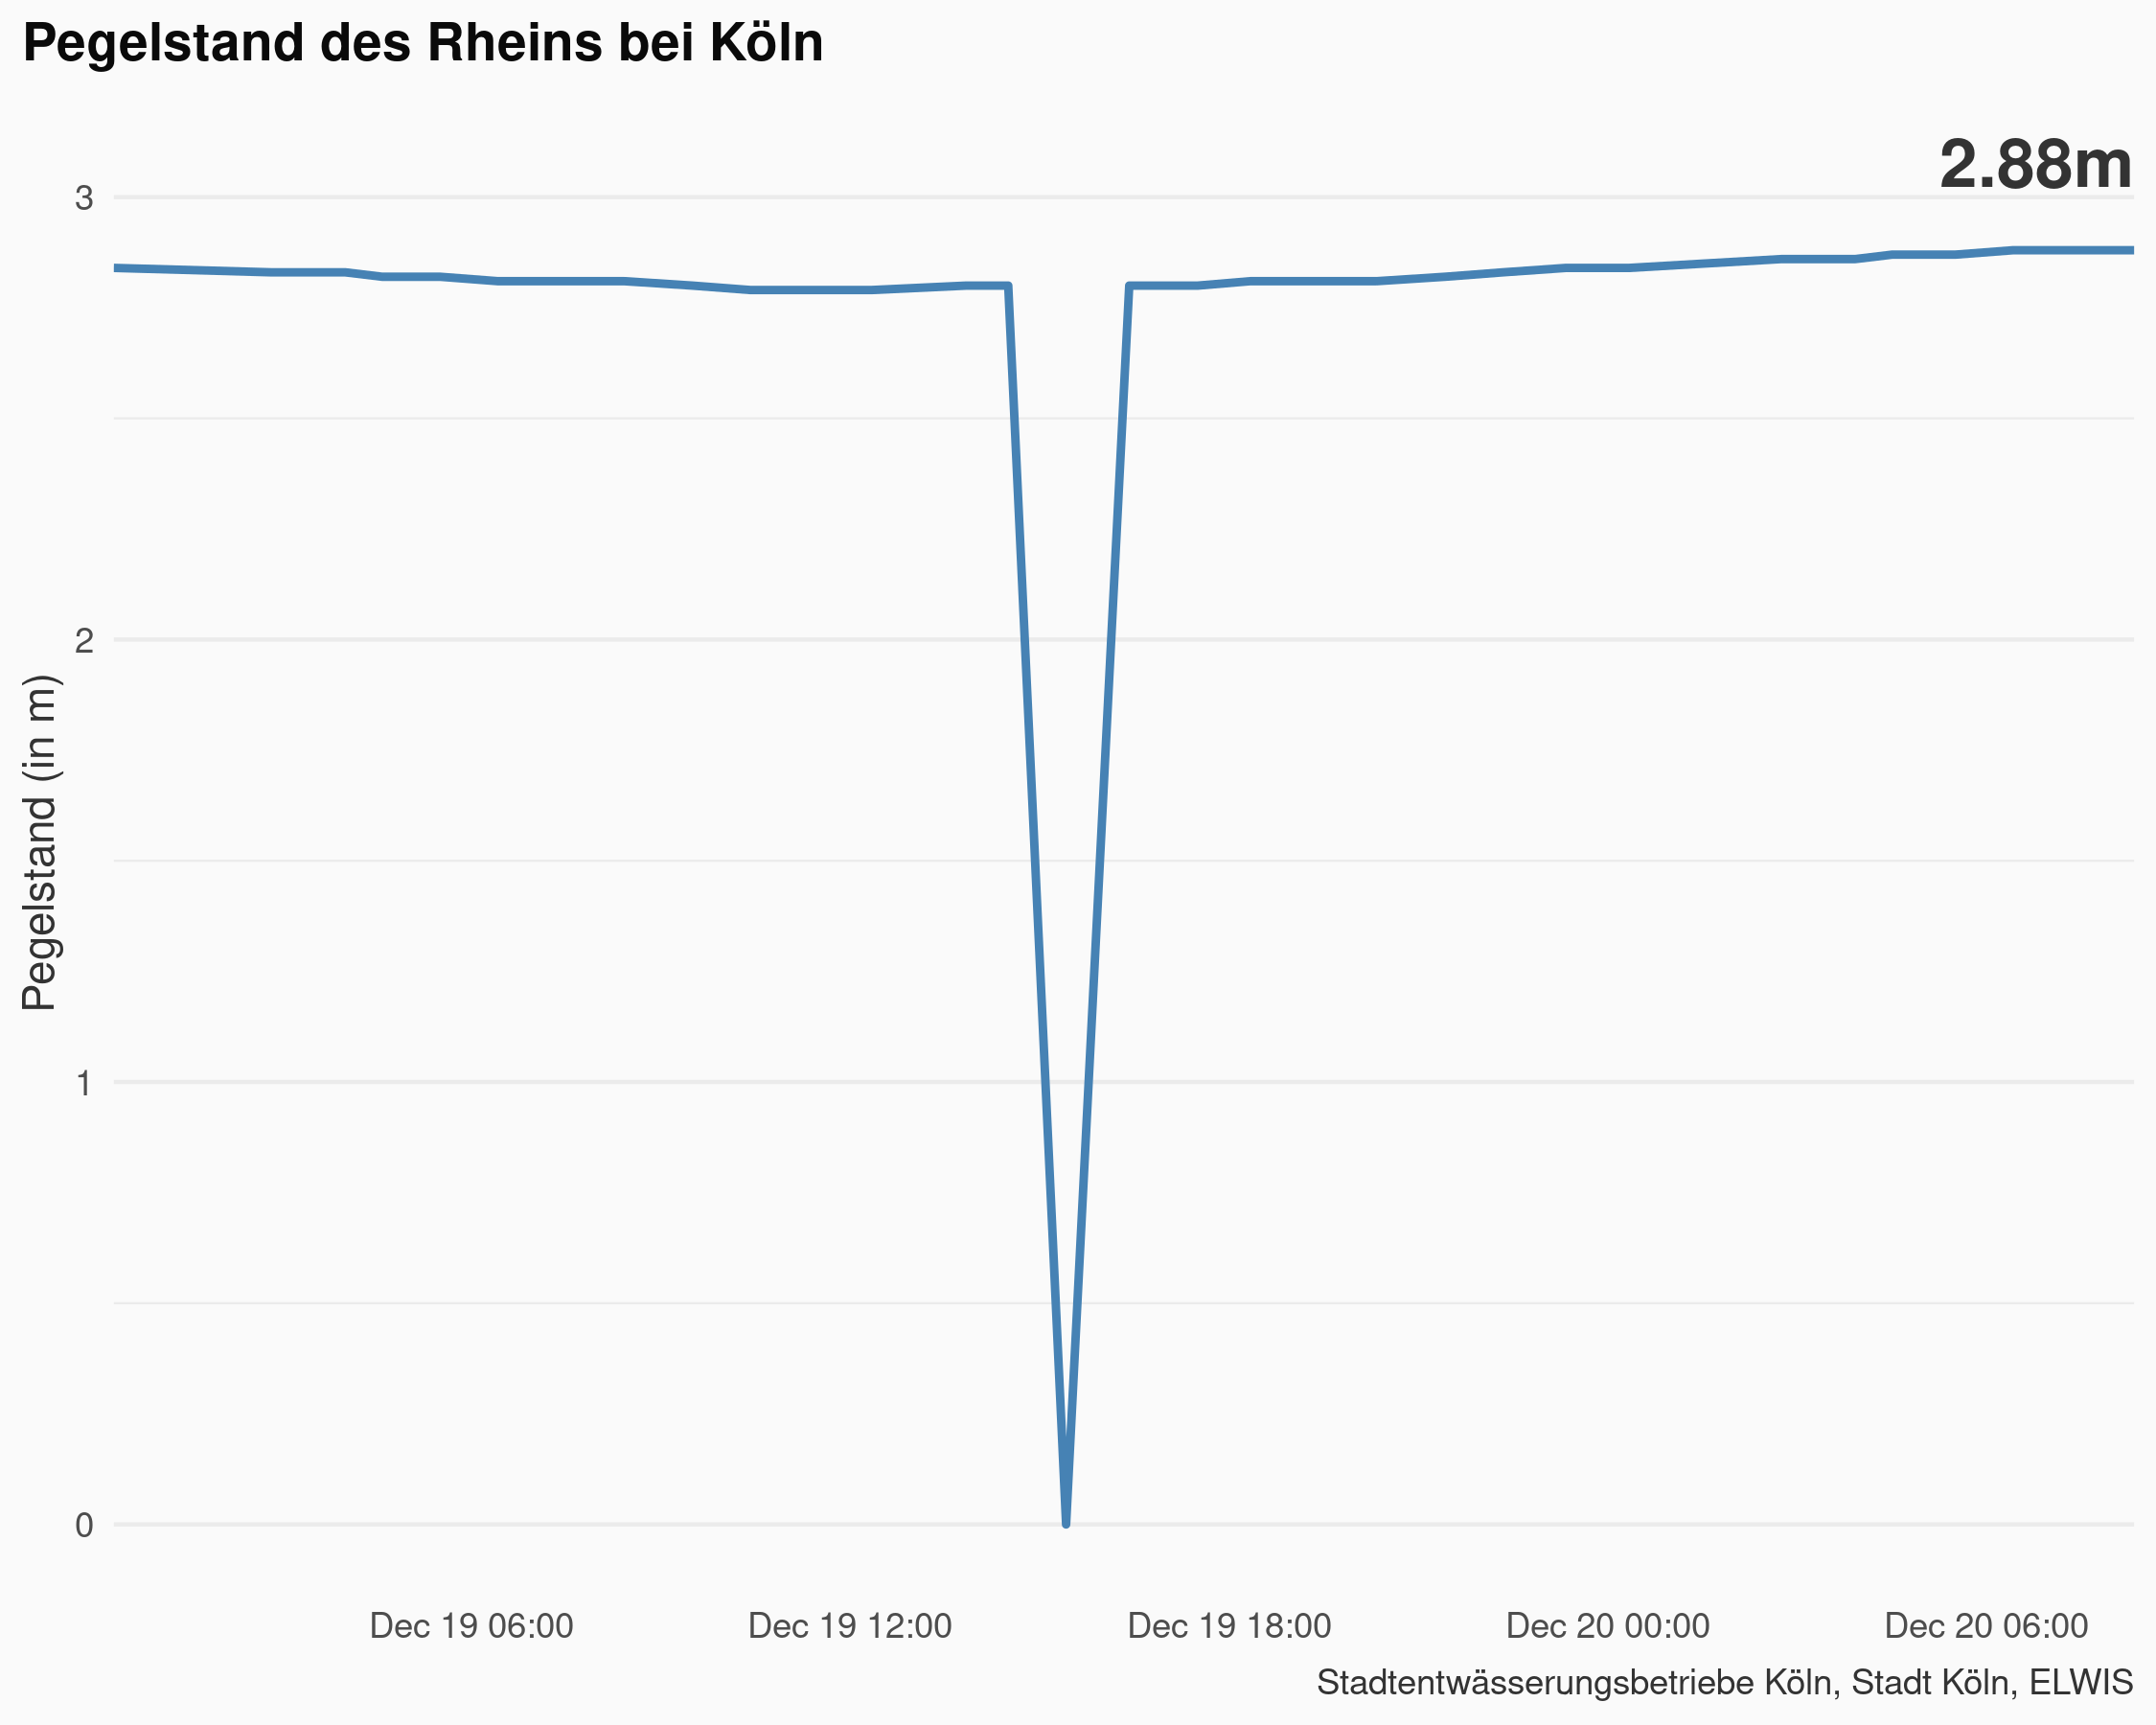 Pegelstand des Rheins bei Köln
2.88m
Pegelstand (in m)
3
2
1
0
Dec 19 06:00
Dec 19 12:00
Dec 19 18:00
Dec 20 00:00
Dec 20 06:00
Stadtentwässerungsbetriebe Köln, Stadt Köln, ELWIS